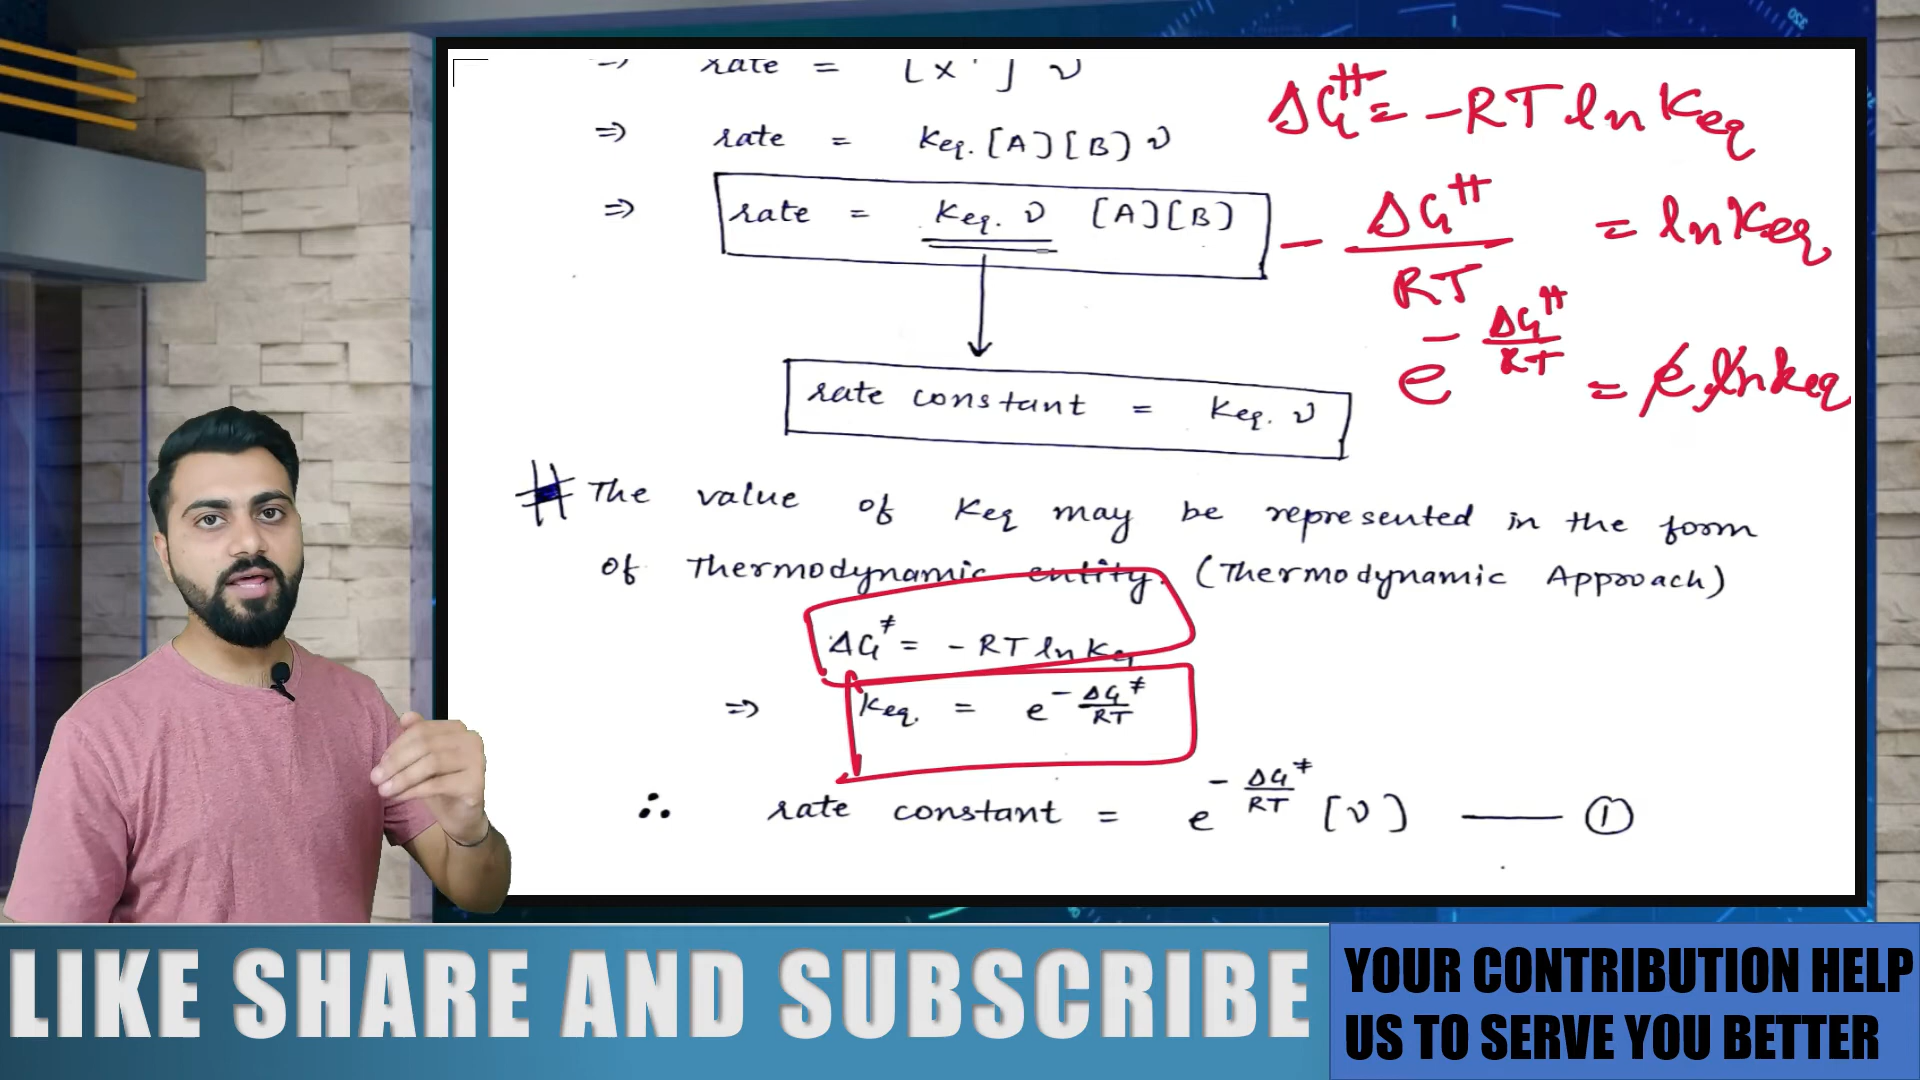 ⇒ rate = [X‡] ν
⇒ rate = Keq. [A][B] ν
⇒ rate = Keq. ν [A][B]
rate constant = Keq. ν
# The value of Keq may be represented in the form
of Thermodynamic entity. (Thermodynamic Approach)
ΔG‡ = -RT ln Keq
⇒ Keq. = e^-ΔG‡/RT
∴ rate constant = e^-ΔG‡/RT [ν] —— ①
ΔG‡ = -RT ln Keq
-ΔG‡/RT = ln Keq
e^-ΔG‡/RT = e ln keq
LIKE SHARE AND SUBSCRIBE
YOUR CONTRIBUTION HELP
US TO SERVE YOU BETTER